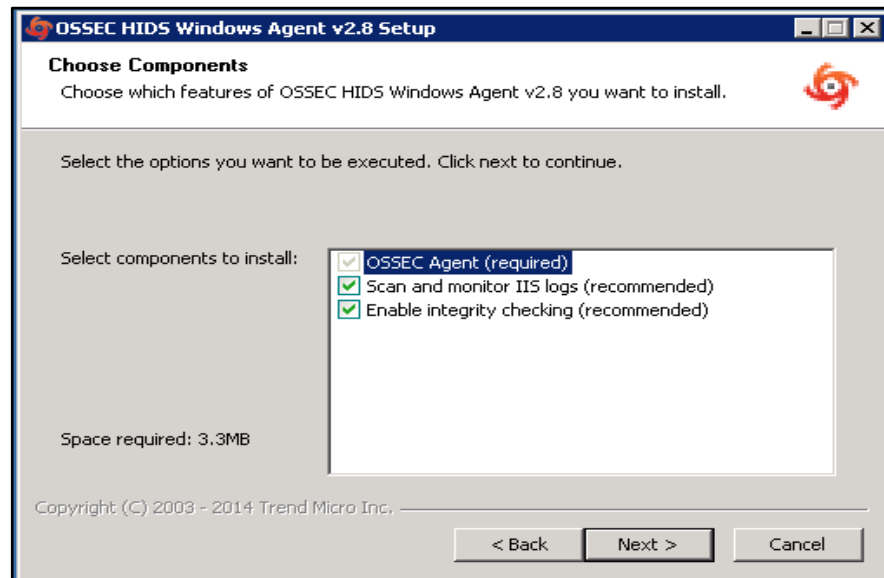 OSSEC HIDS Windows Agent v2.8 Setup
Choose Components
Choose which features of OSSEC HIDS Windows Agent v2.8 you want to install.
Select the options you want to be executed. Click next to continue.
Select components to install:
OSSEC Agent (required)
Scan and monitor IIS logs (recommended)
Enable integrity checking (recommended)
Space required: 3.3MB
Copyright (C) 2003 - 2014 Trend Micro Inc.
< Back Next > Cancel